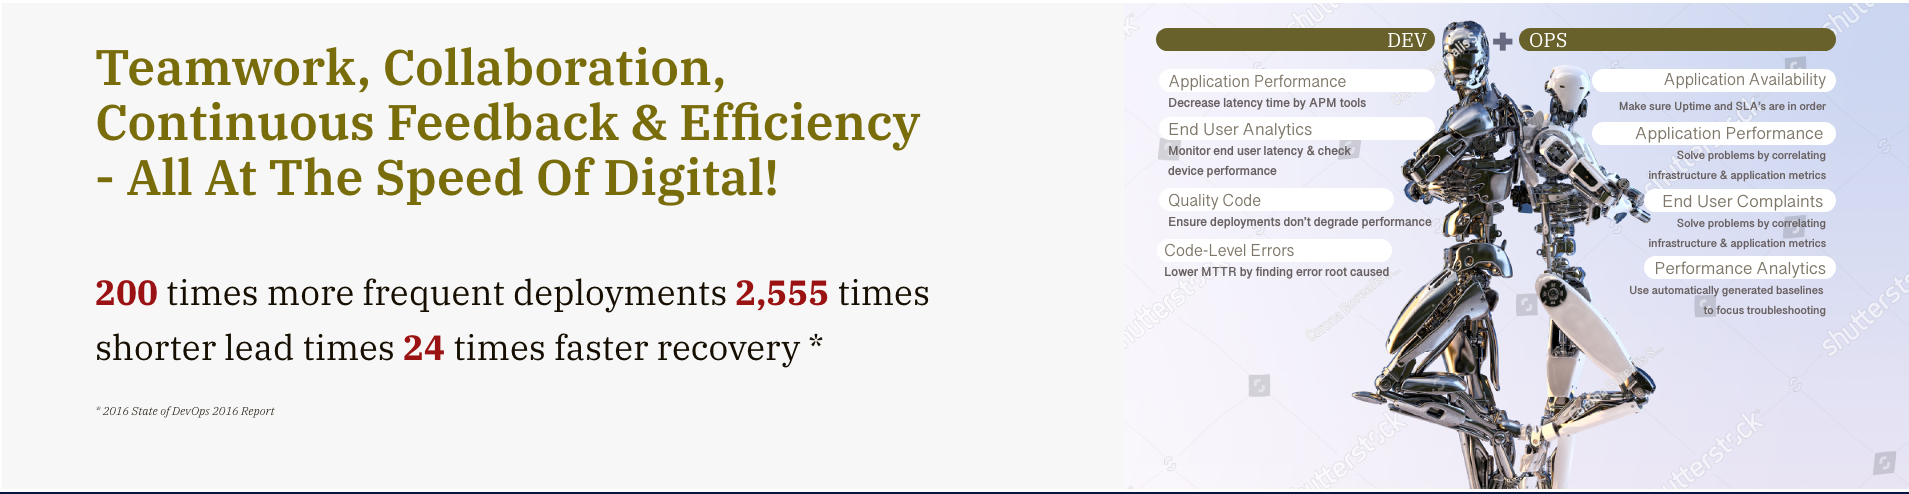 Teamwork, Collaboration,
Continuous Feedback & Efficiency
- All At The Speed Of Digital!
200 times more frequent deployments 2,555 times
shorter lead times 24 times faster recovery *
* 2016 State of DevOps 2016 Report
DEV
Application Performance
Decrease latency time by APM tools
End User Analytics
Monitor end user latency & check
device performance
Quality Code
Ensure deployments don't degrade performance
Code-Level Errors
Lower MTTR by finding error root caused
+ OPS
Application Availability
Make sure Uptime and SLA's are in order
Application Performance
Solve problems by correlating
infrastructure & application metrics
End User Complaints
Solve problems by correlating
infrastructure & application metrics
Performance Analytics
Use automatically generated baselines
to focus troubleshooting
shutterstock
shutterstock
shutterstock